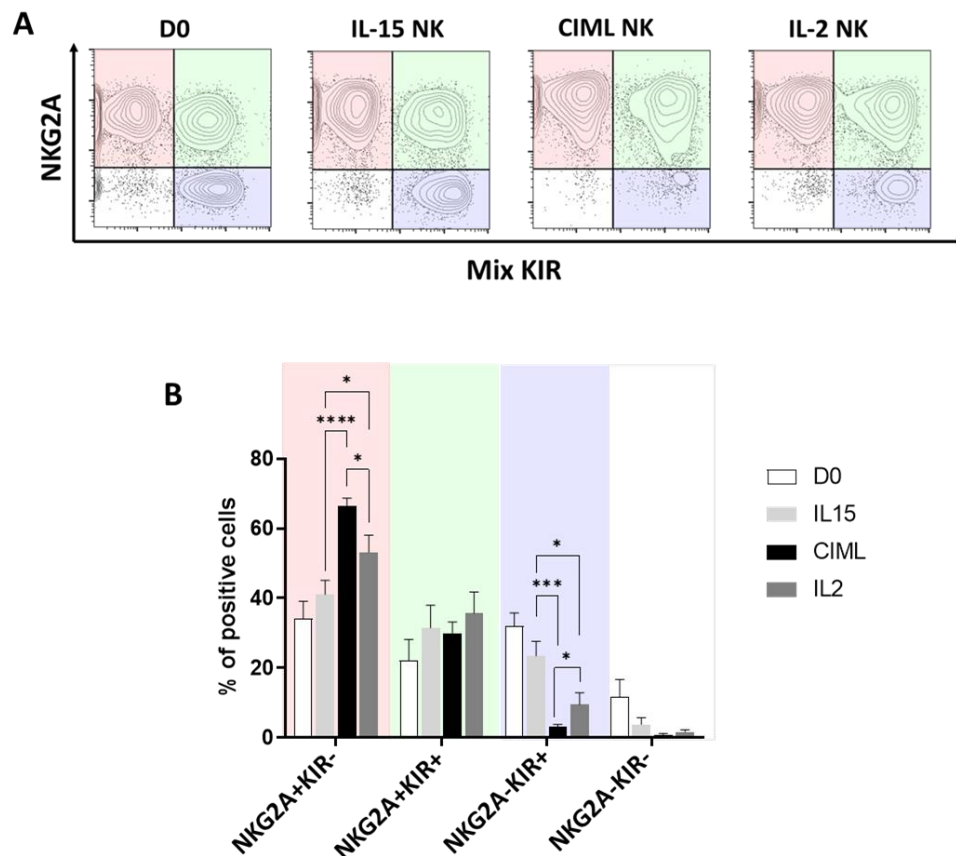 A
D0 IL-15 NK CIML NK IL-2 NK
NKG2A
Mix KIR
B
*
****
*
*
***
*
% of positive cells
80
60
40
20
0
NKG2A+KIR- NKG2A+KIR+ NKG2A-KIR+ NKG2A-KIR-
D0
IL15
CIML
IL2